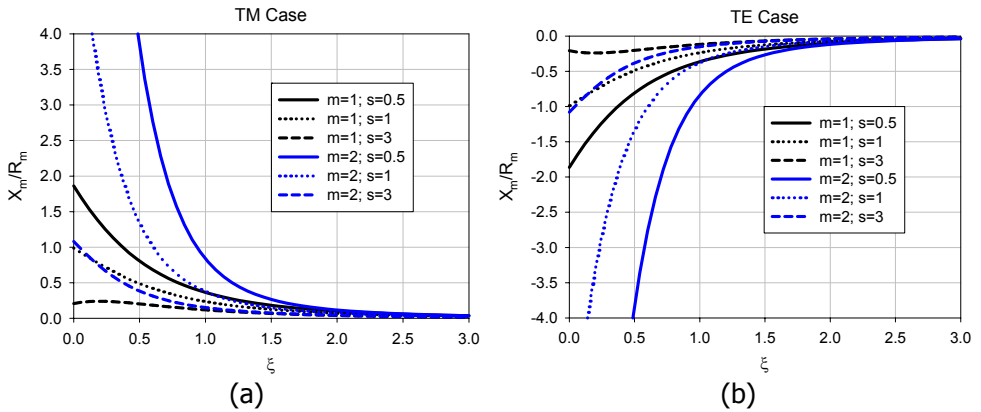 TM Case
4.0
3.5
3.0
2.5
2.0
1.5
1.0
0.5
0.0
X_m/R_m
m=1; s=0.5
m=1; s=1
m=1; s=3
m=2; s=0.5
m=2; s=1
m=2; s=3
0.0 0.5 1.0 1.5 2.0 2.5 3.0
ξ
(a)
TE Case
0.0
-0.5
-1.0
-1.5
-2.0
-2.5
-3.0
-3.5
-4.0
X_m/R_m
m=1; s=0.5
m=1; s=1
m=1; s=3
m=2; s=0.5
m=2; s=1
m=2; s=3
0.0 0.5 1.0 1.5 2.0 2.5 3.0
ξ
(b)